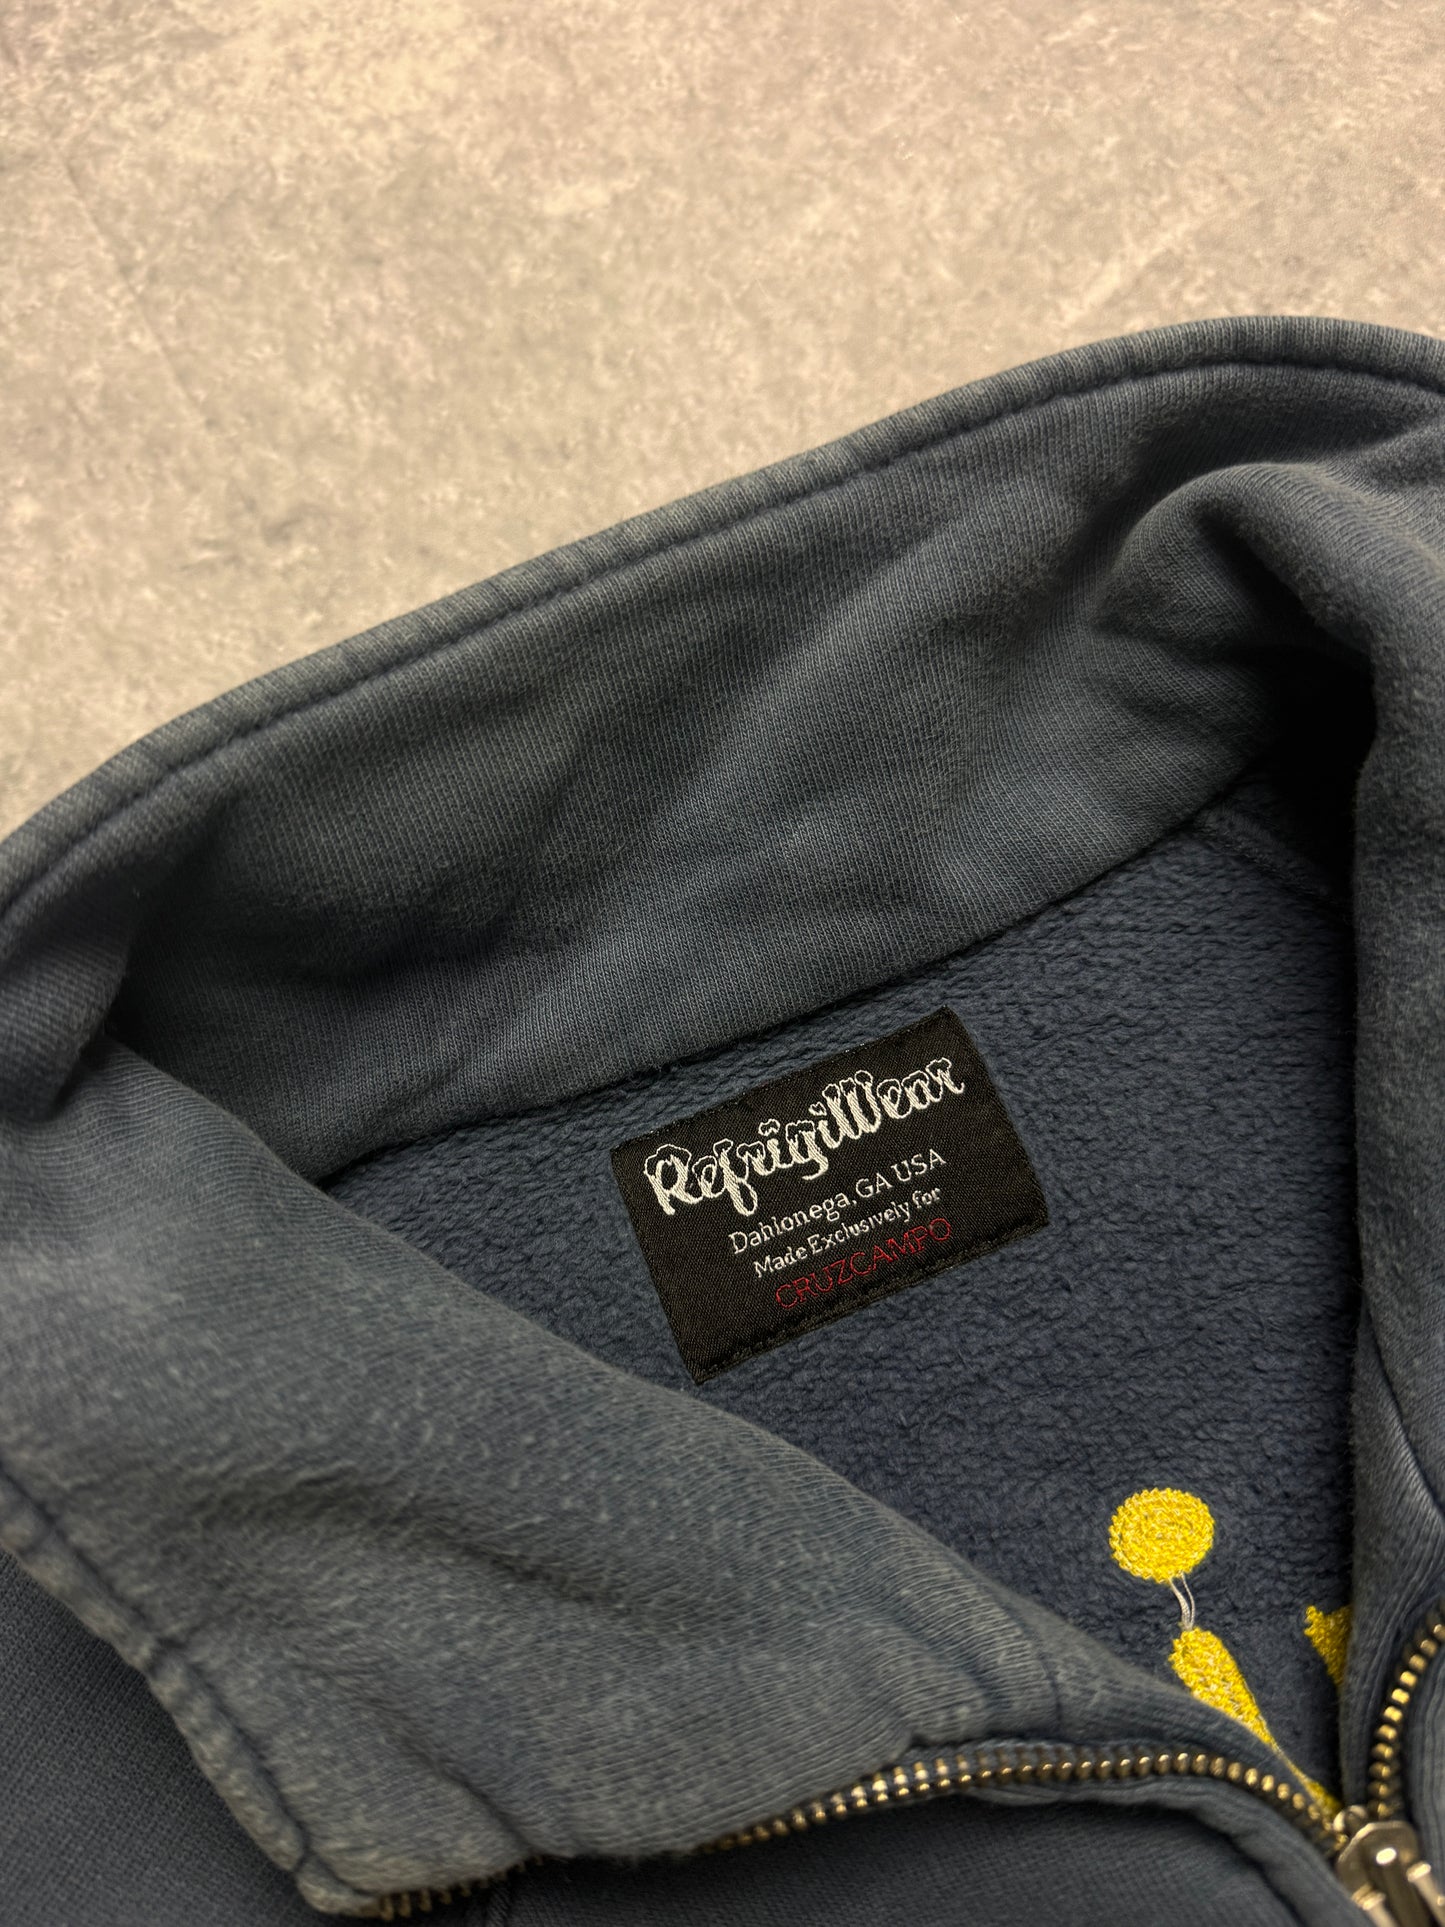 RefrigiWear
Dahlonega, GA USA
Made Exclusively for
CRUZCAMPO